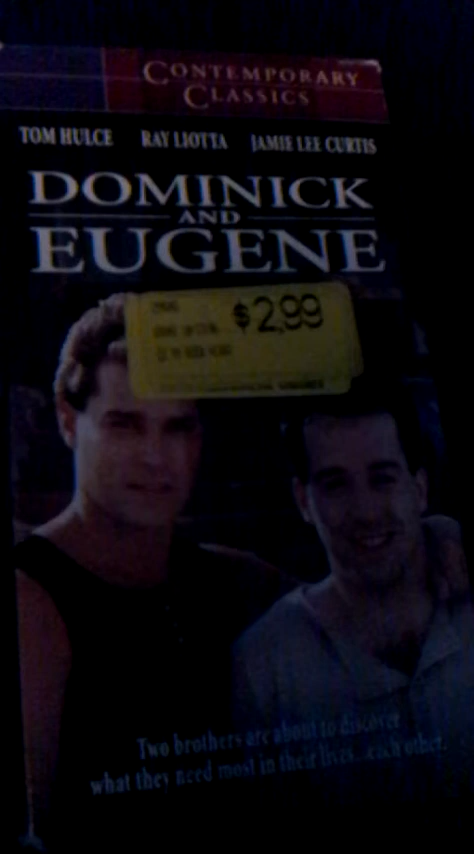 CONTEMPORARY
CLASSICS
TOM HULCE RAY LIOTTA JAMIE LEE CURTIS
DOMINICK
AND
EUGENE
$2.99
Two brothers are about to discover
what they need most in their lives...each other.